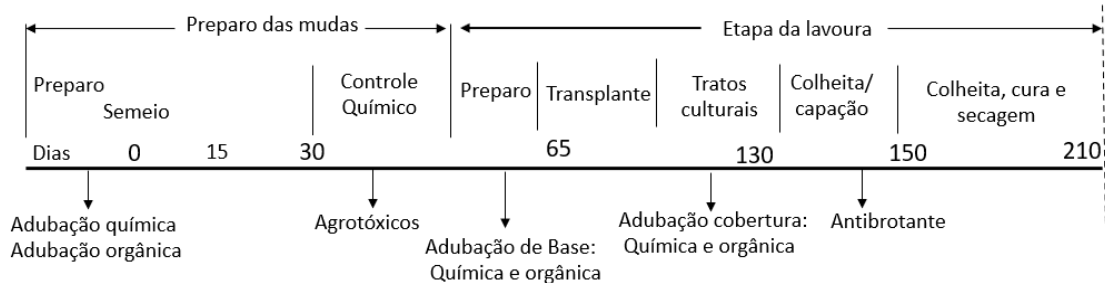 Preparo das mudas
Etapa da lavoura
Preparo
Semeio
Controle
Químico
Preparo
Transplante
Tratos
culturais
Colheita/
capação
Colheita, cura e
secagem
Dias 0 15 30 65 130 150 210
Adubação química
Adubação orgânica
Agrotóxicos
Adubação de Base:
Química e orgânica
Adubação cobertura:
Química e orgânica
Antibrotante